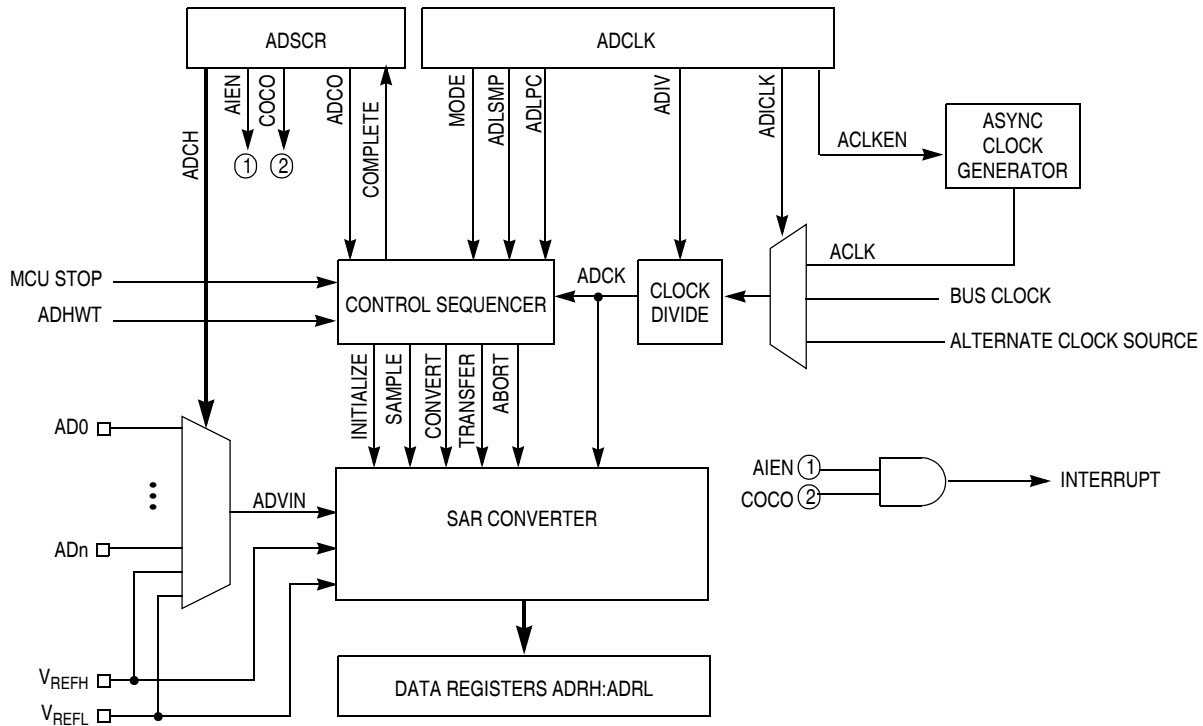 ADSCR
ADCLK
ADCH
AIEN
COCO
ADCO
COMPLETE
MODE
ADLSMP
ADLPC
ADIV
ADICLK
ACLKEN
ASYNC
CLOCK
GENERATOR
1
2
MCU STOP
ADHWT
CONTROL SEQUENCER
ADCK
CLOCK
DIVIDE
ACLK
BUS CLOCK
ALTERNATE CLOCK SOURCE
INITIALIZE
SAMPLE
CONVERT
TRANSFER
ABORT
AD0
•••
ADn
ADVIN
SAR CONVERTER
AIEN 1
COCO 2
INTERRUPT
VREFH
VREFL
DATA REGISTERS ADRH:ADRL